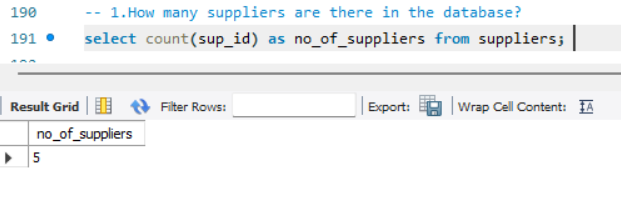 190 -- 1.How many suppliers are there in the database?
191 select count(sup_id) as no_of_suppliers from suppliers;
Result Grid Filter Rows: Export: Wrap Cell Content: IA
no_of_suppliers
5